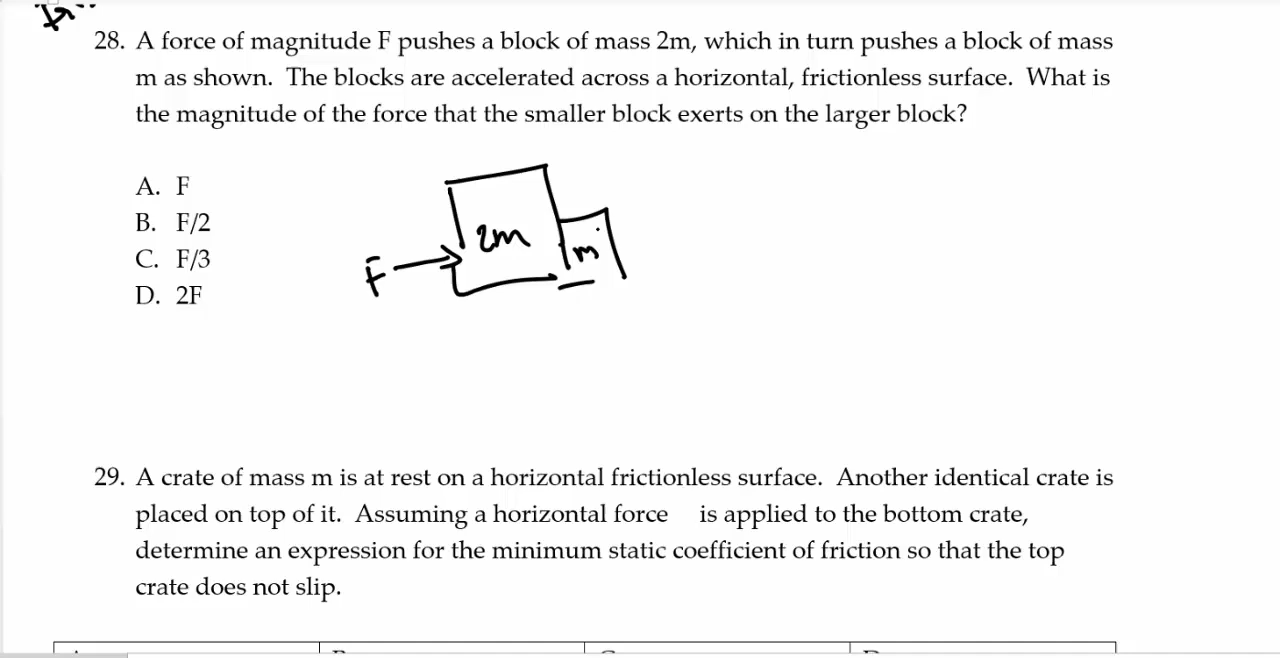 28. A force of magnitude F pushes a block of mass 2m, which in turn pushes a block of mass
m as shown. The blocks are accelerated across a horizontal, frictionless surface. What is
the magnitude of the force that the smaller block exerts on the larger block?
A. F
B. F/2
C. F/3
D. 2F
2m
m
F
29. A crate of mass m is at rest on a horizontal frictionless surface. Another identical crate is
placed on top of it. Assuming a horizontal force is applied to the bottom crate,
determine an expression for the minimum static coefficient of friction so that the top
crate does not slip.